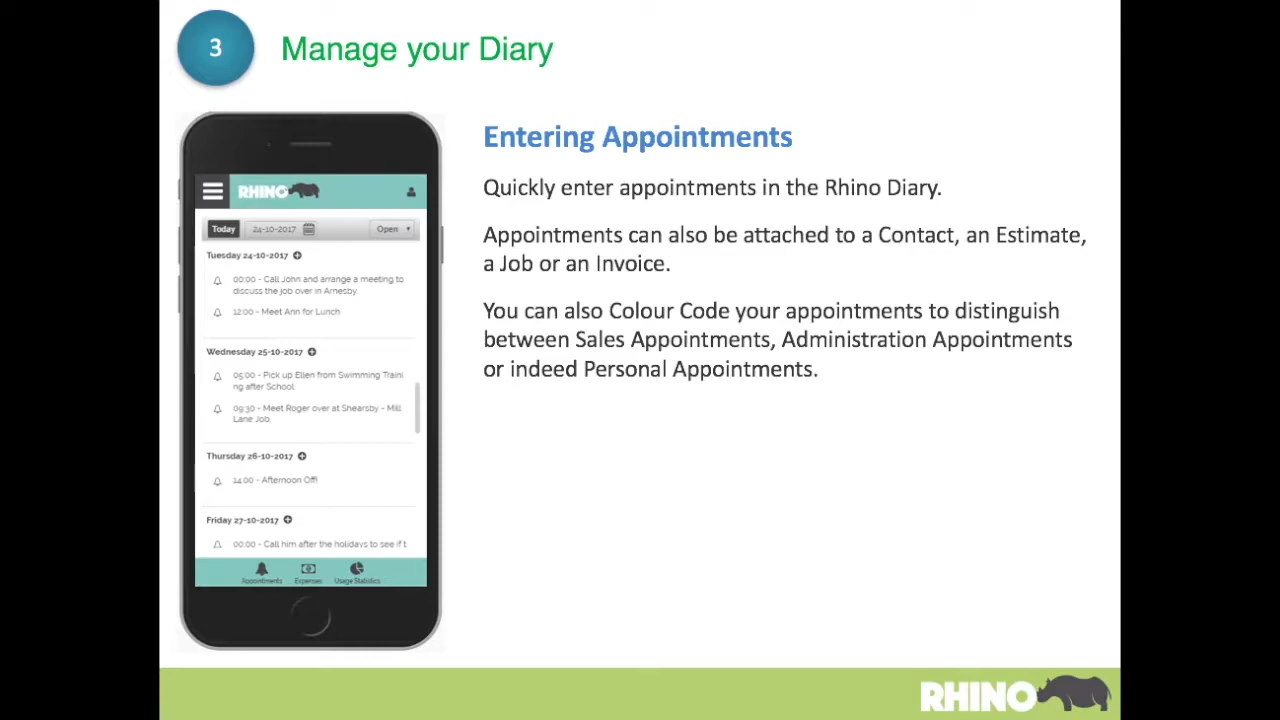 3
Manage your Diary
Entering Appointments
Quickly enter appointments in the Rhino Diary.
Appointments can also be attached to a Contact, an Estimate,
a Job or an Invoice.
You can also Colour Code your appointments to distinguish
between Sales Appointments, Administration Appointments
or indeed Personal Appointments.
RHINO
Today 24-10-2017 Open
Tuesday 24-10-2017
00:00 - Call John and arrange a meeting to
discuss the job over in Arnesby.
12:00 - Meet Ann for Lunch
Wednesday 25-10-2017
05:00 - Pick up Ellen from Swimming Traini
ng after School.
09:30 - Meet Roger over at Shearsby - Mill
Lane Job.
Thursday 26-10-2017
14:00 - Afternoon Off!
Friday 27-10-2017
00:00 - Call him after the holidays to see if t
Appointments Expenses Usage Statistics
RHINO